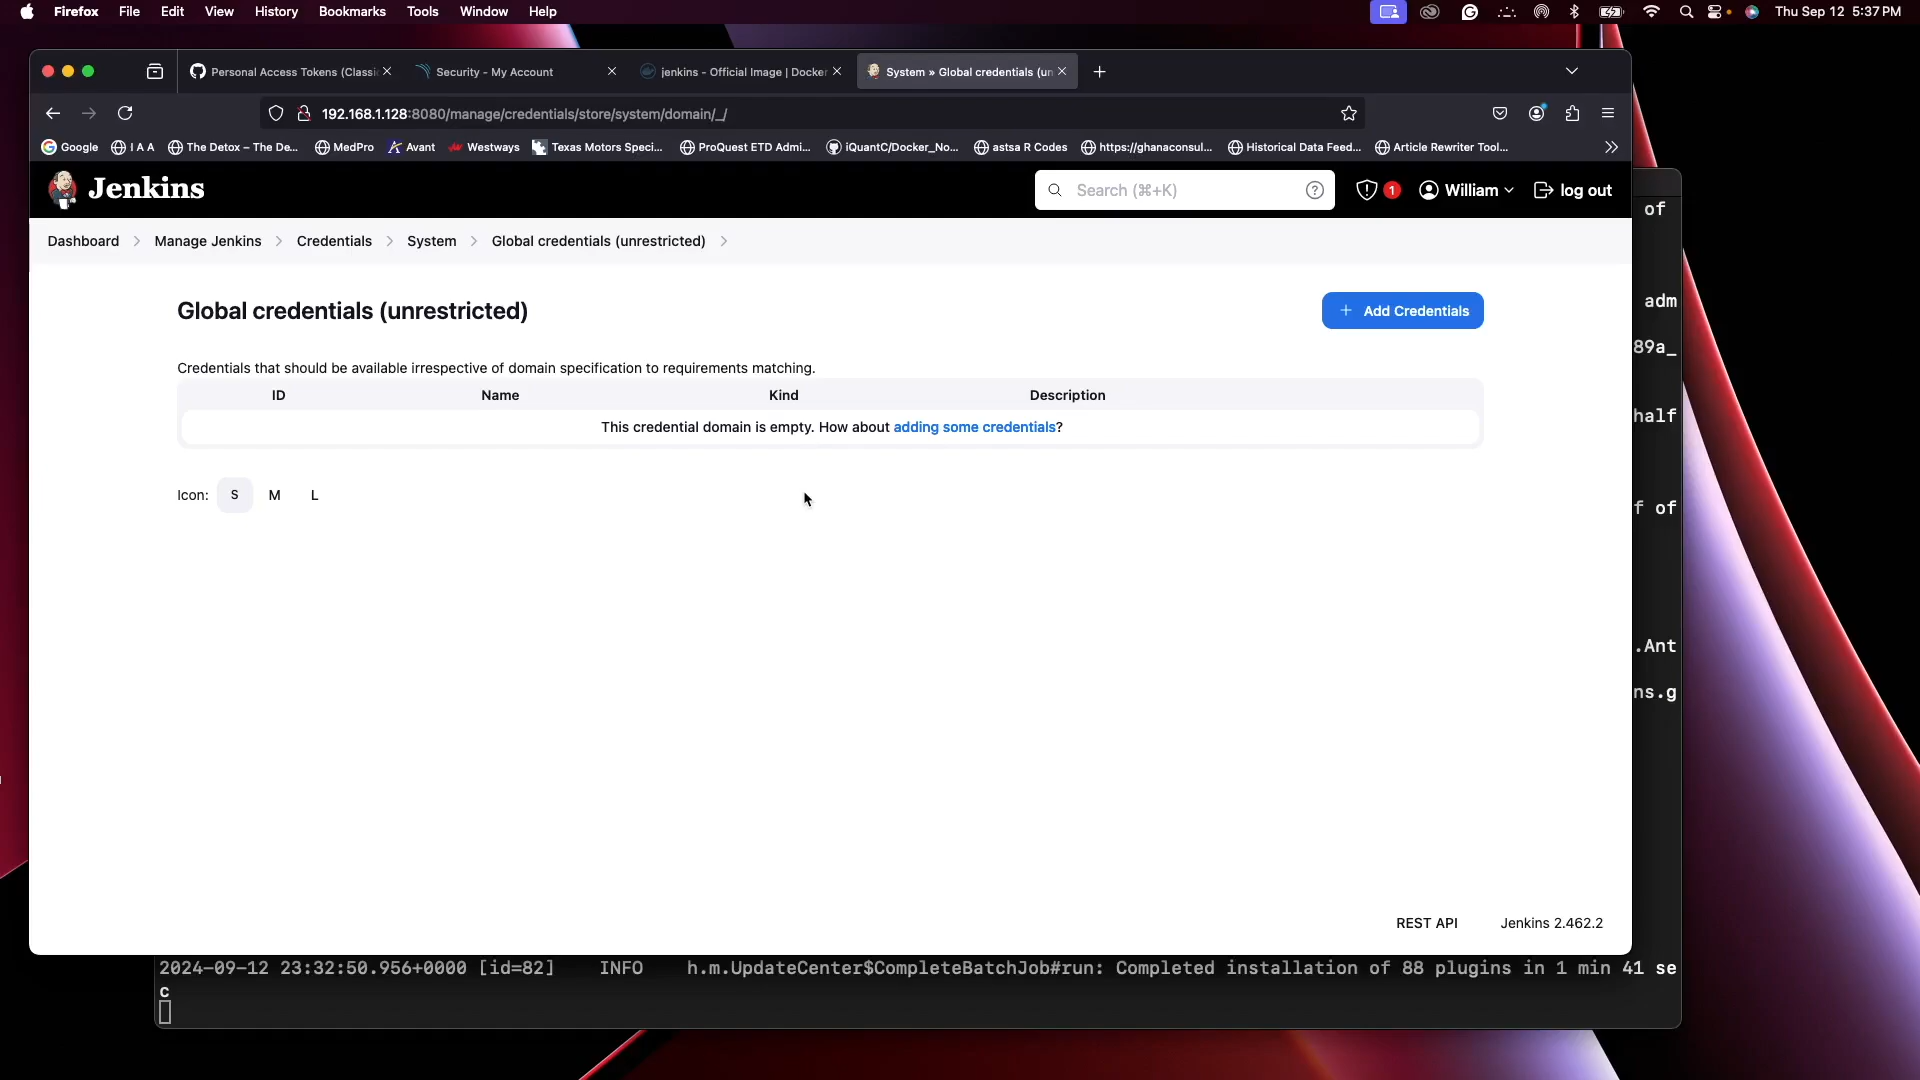 Firefox File Edit View History Bookmarks Tools Window Help Thu Sep 12 5:37 PM
Personal Access Tokens (Classi Security - My Account jenkins - Official Image | Docker System » Global credentials (un
192.168.1.128:8080/manage/credentials/store/system/domain/_/
Google I A A The Detox – The De... MedPro Avant Westways Texas Motors Speci... ProQuest ETD Admi... iQuantC/Docker_No... astsa R Codes https://ghanaconsul... Historical Data Feed... Article Rewriter Tool...
Jenkins Search (⌘+K) 1 William log out
Dashboard Manage Jenkins Credentials System Global credentials (unrestricted)
Global credentials (unrestricted) + Add Credentials
Credentials that should be available irrespective of domain specification to requirements matching.
ID Name Kind Description
This credential domain is empty. How about adding some credentials?
Icon: S M L
REST API Jenkins 2.462.2
of
adm
89a_
half
f of
.Ant
ns.g
2024-09-12 23:32:50.956+0000 [id=82] INFO h.m.UpdateCenter$CompleteBatchJob#run: Completed installation of 88 plugins in 1 min 41 se
c